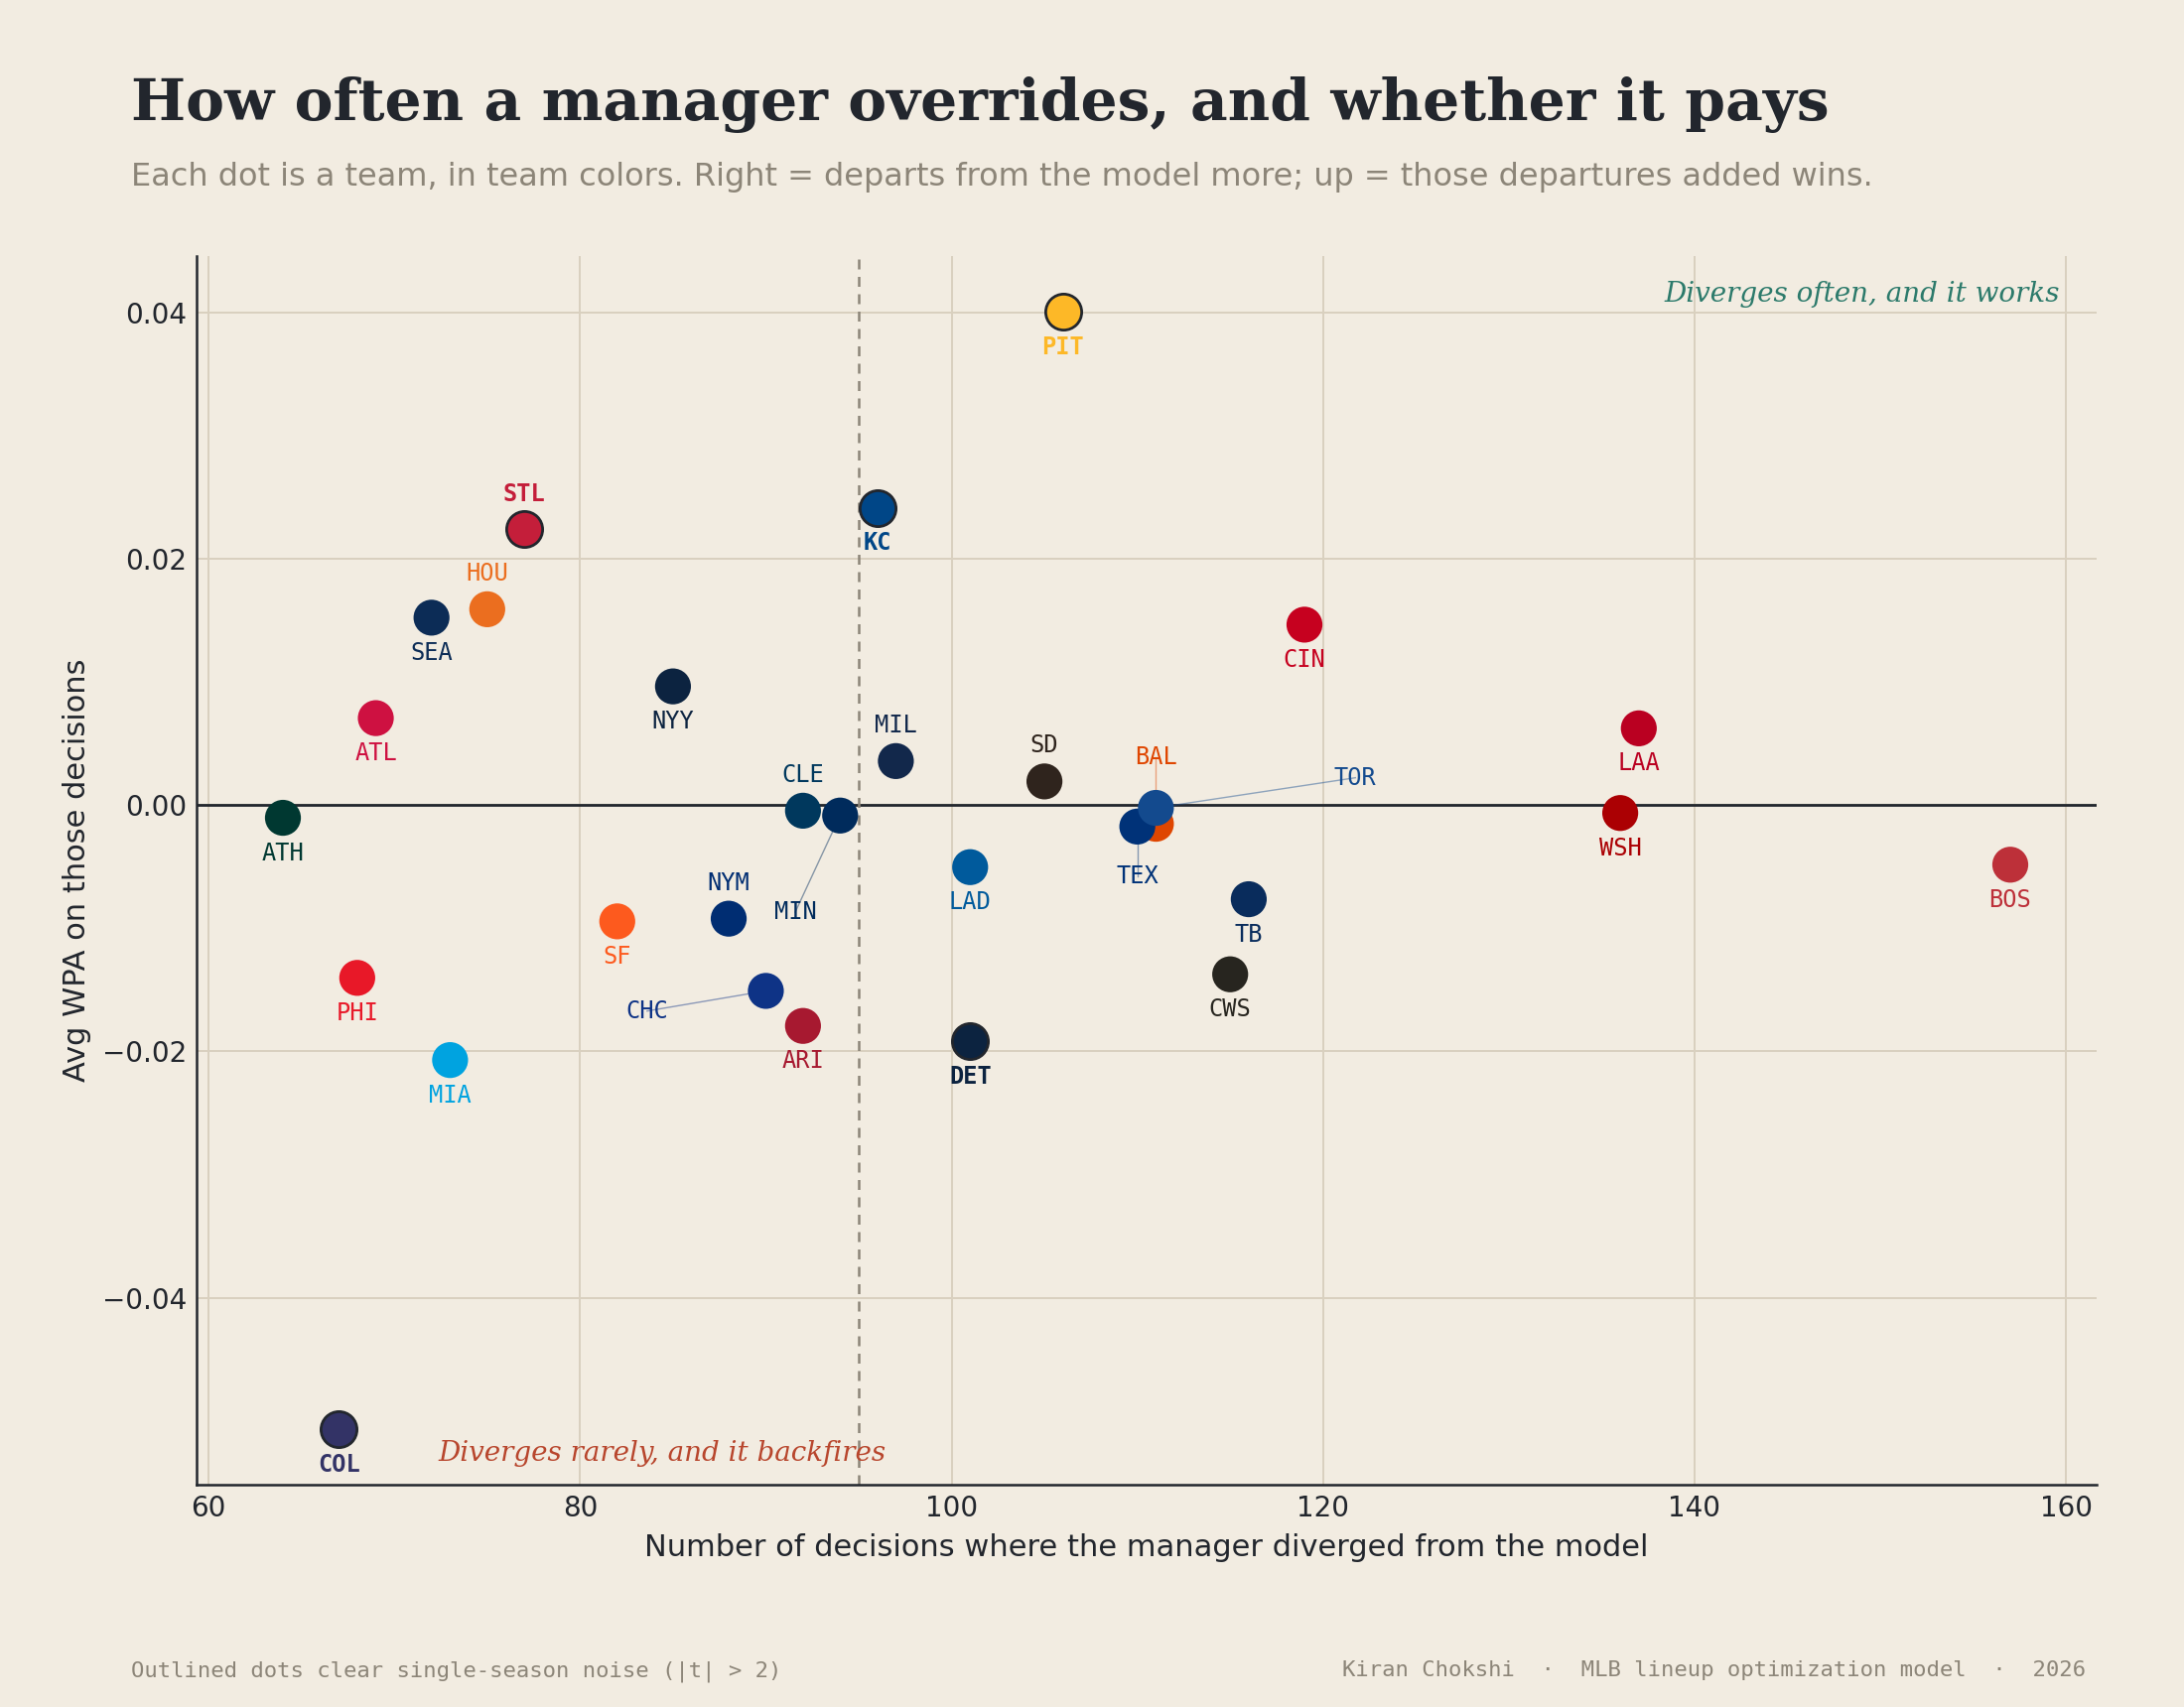 How often a manager overrides, and whether it pays
Each dot is a team, in team colors. Right = departs from the model more; up = those departures added wins.
Diverges often, and it works
0.04
PIT
STL
KC
0.02
HOU
SEA
CIN
NYY
MIL
ATL
SD
BAL
LAA
CLE
TOR
0.00
ATH
WSH
NYM
TEX
MIN
LAD
BOS
TB
SF
PHI
CHC
CWS
−0.02
ARI
DET
MIA
−0.04
COL
Diverges rarely, and it backfires
Avg WPA on those decisions
60 80 100 120 140 160
Number of decisions where the manager diverged from the model
Outlined dots clear single-season noise (|t| > 2)
Kiran Chokshi · MLB lineup optimization model · 2026